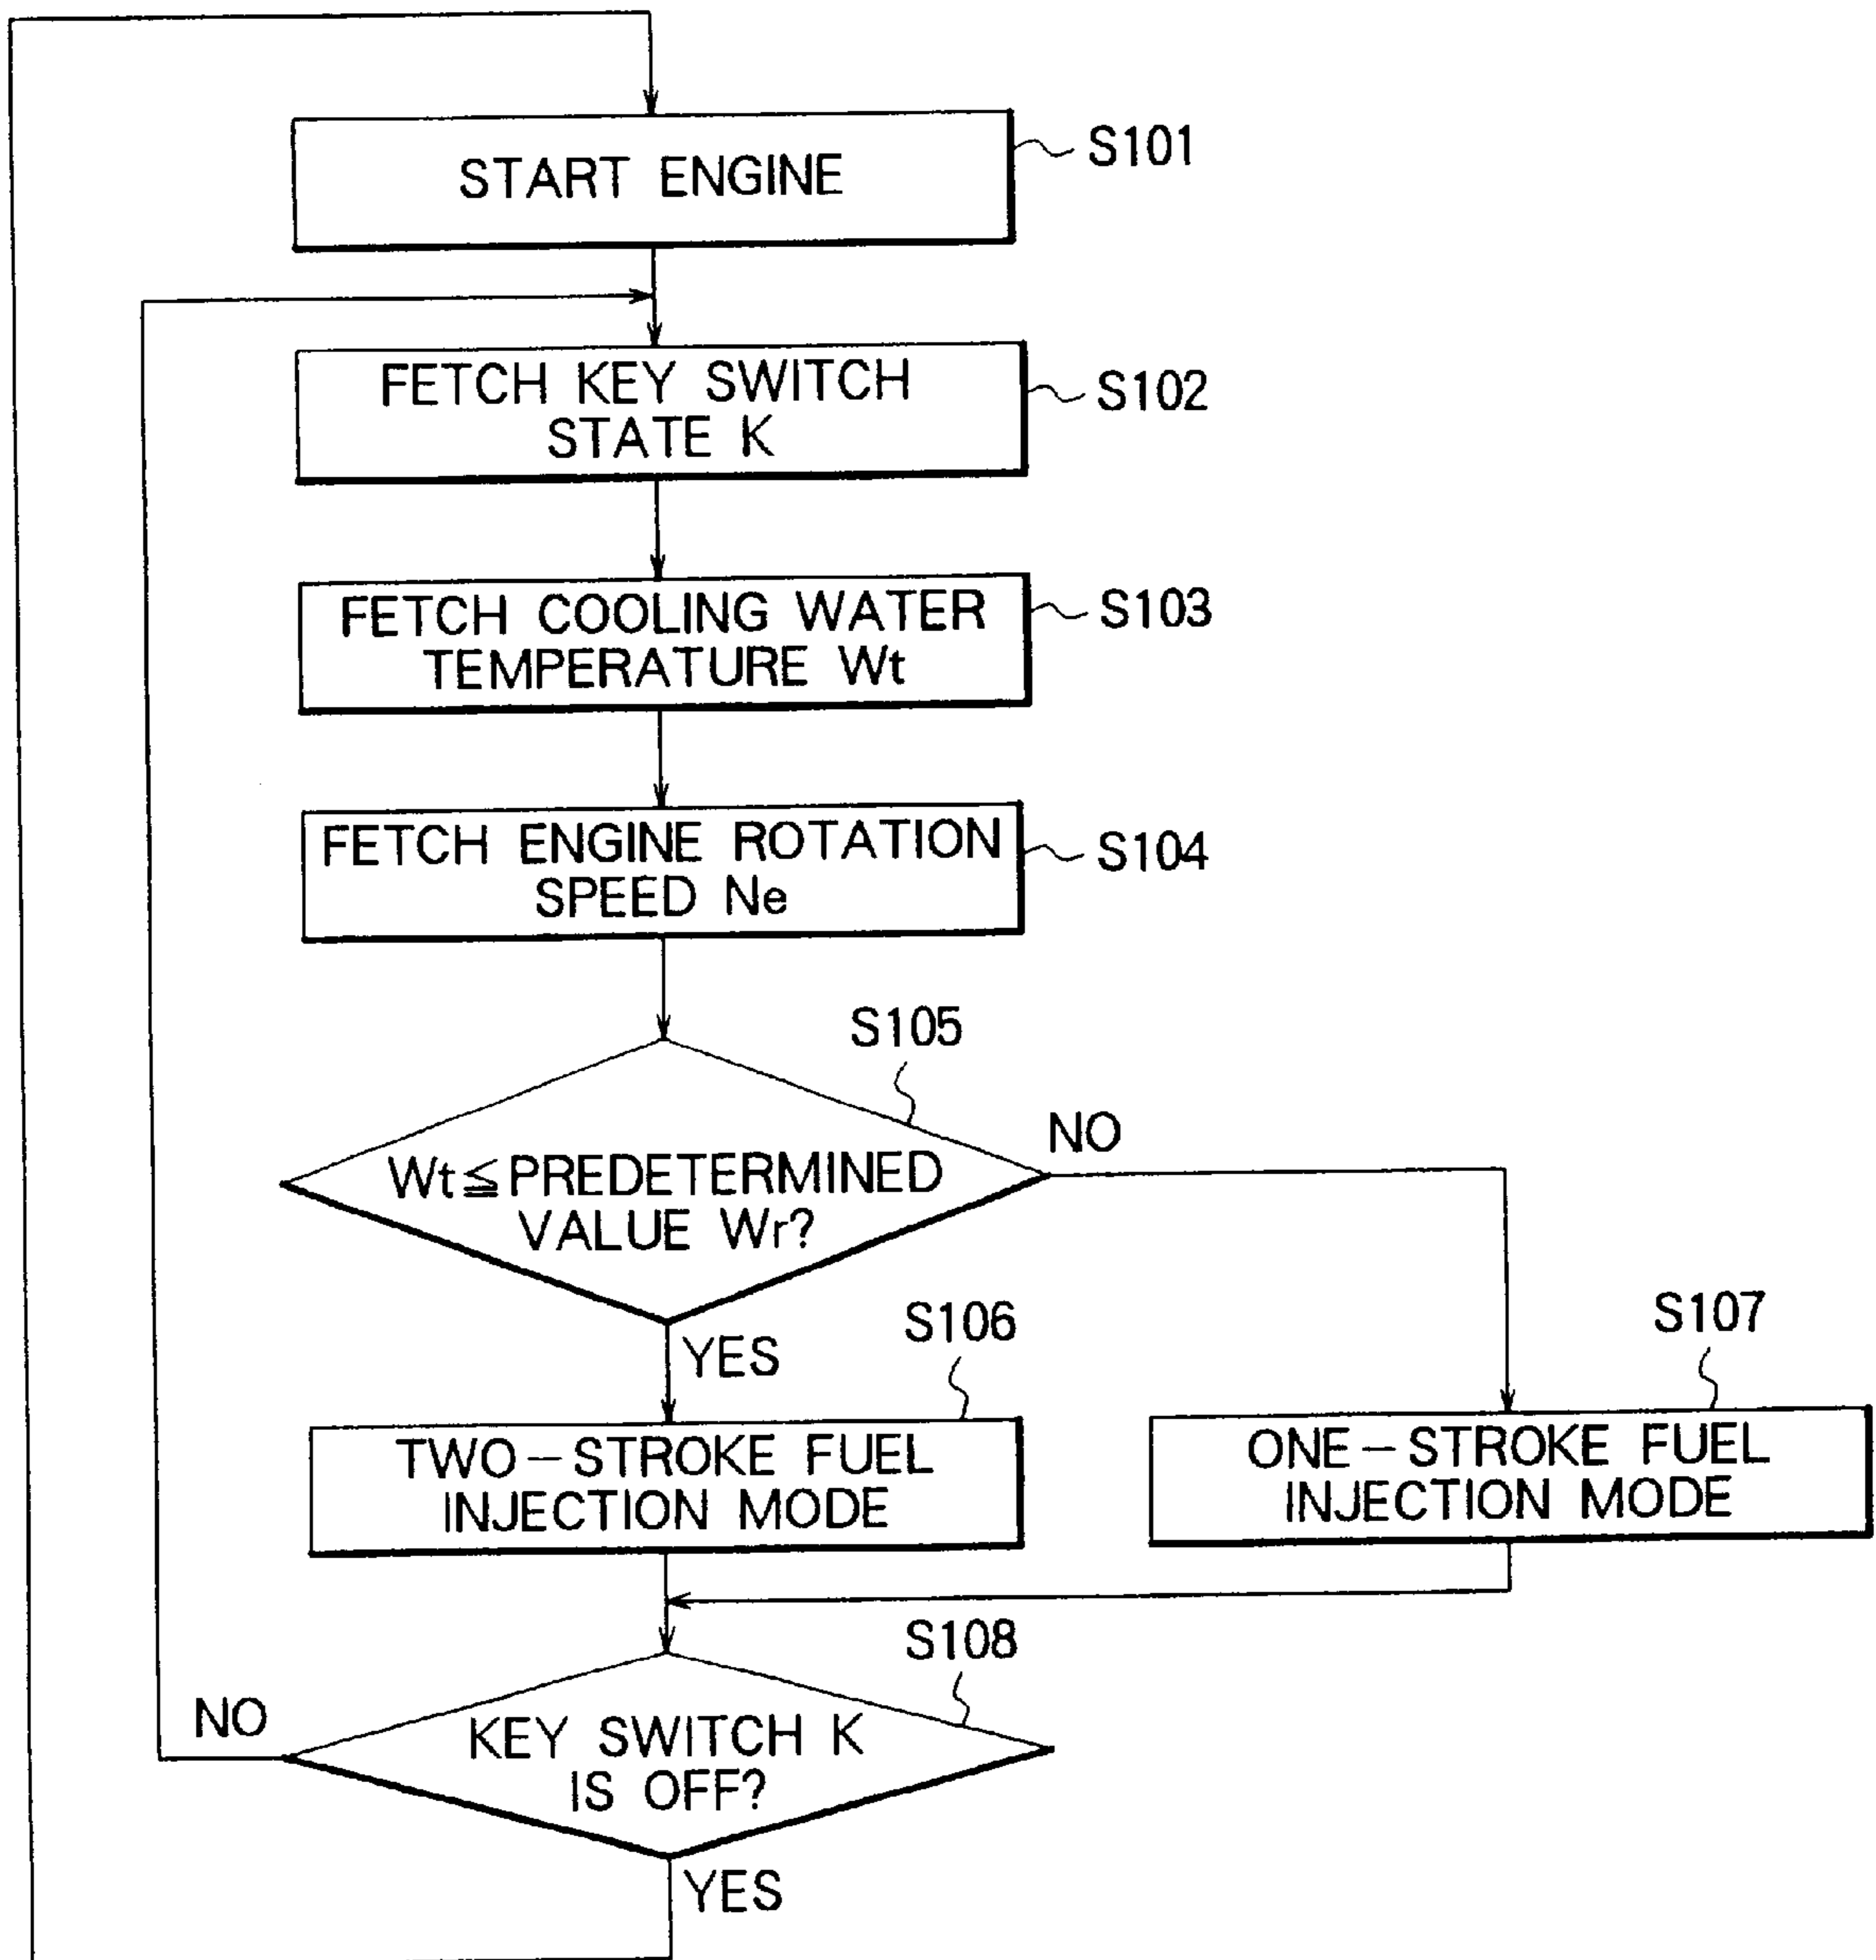 START ENGINE
S101
FETCH KEY SWITCH
STATE K
S102
FETCH COOLING WATER
TEMPERATURE Wt
S103
FETCH ENGINE ROTATION
SPEED Ne
S104
S105
NO
Wt≦PREDETERMINED
VALUE Wr?
YES
S106
S107
TWO-STROKE FUEL
INJECTION MODE
ONE-STROKE FUEL
INJECTION MODE
S108
NO
KEY SWITCH K
IS OFF?
YES